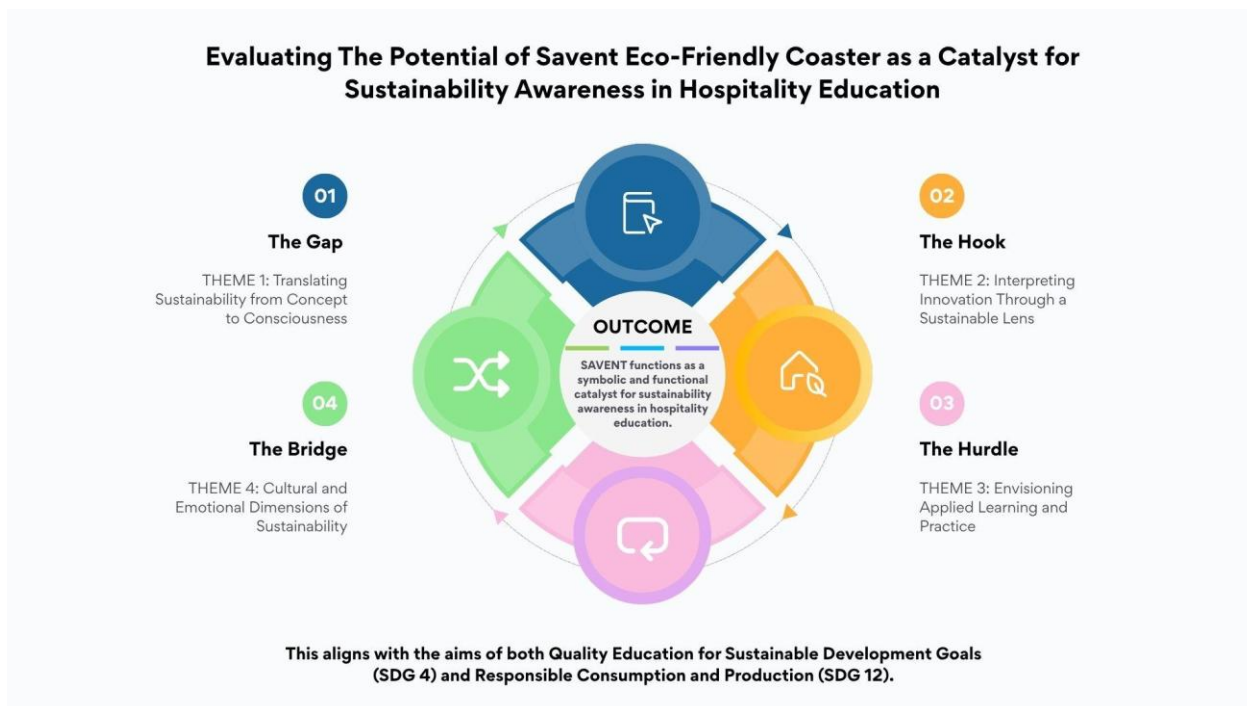 Evaluating The Potential of Savent Eco-Friendly Coaster as a Catalyst for
Sustainability Awareness in Hospitality Education
01
The Gap
THEME 1: Translating
Sustainability from Concept
to Consciousness
02
The Hook
THEME 2: Interpreting
Innovation Through a
Sustainable Lens
OUTCOME
SAVENT functions as a
symbolic and functional
catalyst for sustainability
awareness in hospitality
education.
03
The Hurdle
THEME 3: Envisioning
Applied Learning and
Practice
04
The Bridge
THEME 4: Cultural and
Emotional Dimensions of
Sustainability
This aligns with the aims of both Quality Education for Sustainable Development Goals
(SDG 4) and Responsible Consumption and Production (SDG 12).